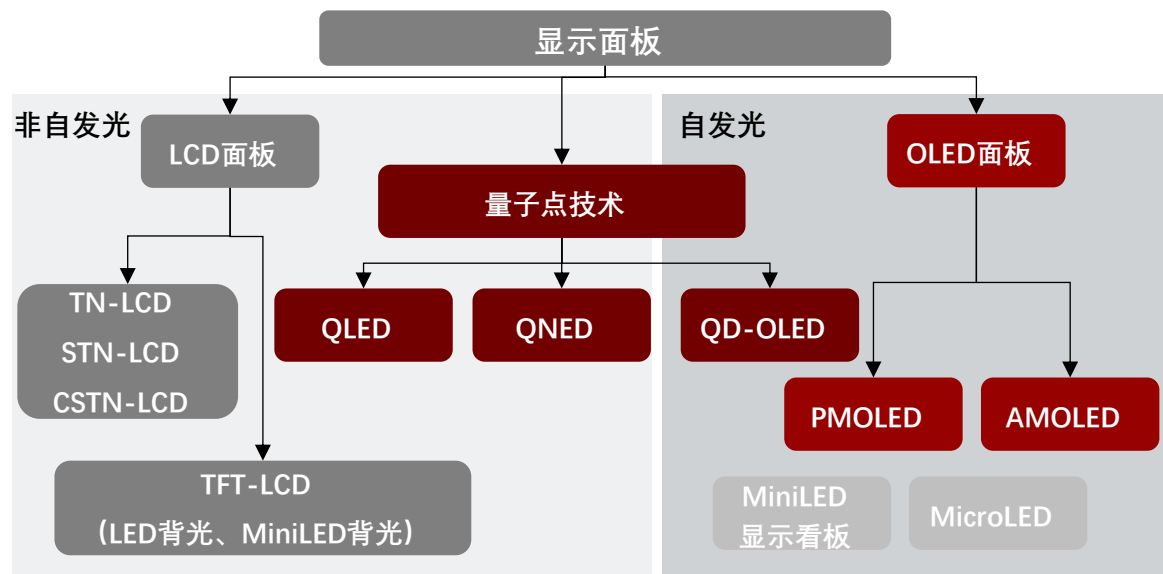 显示面板
非自发光
自发光
LCD面板
OLED面板
量子点技术
TN-LCD
STN-LCD
CSTN-LCD
QLED
QNED
QD-OLED
PMOLED
AMOLED
TFT-LCD
（LED背光、MiniLED背光）
MiniLED
显示看板
MicroLED